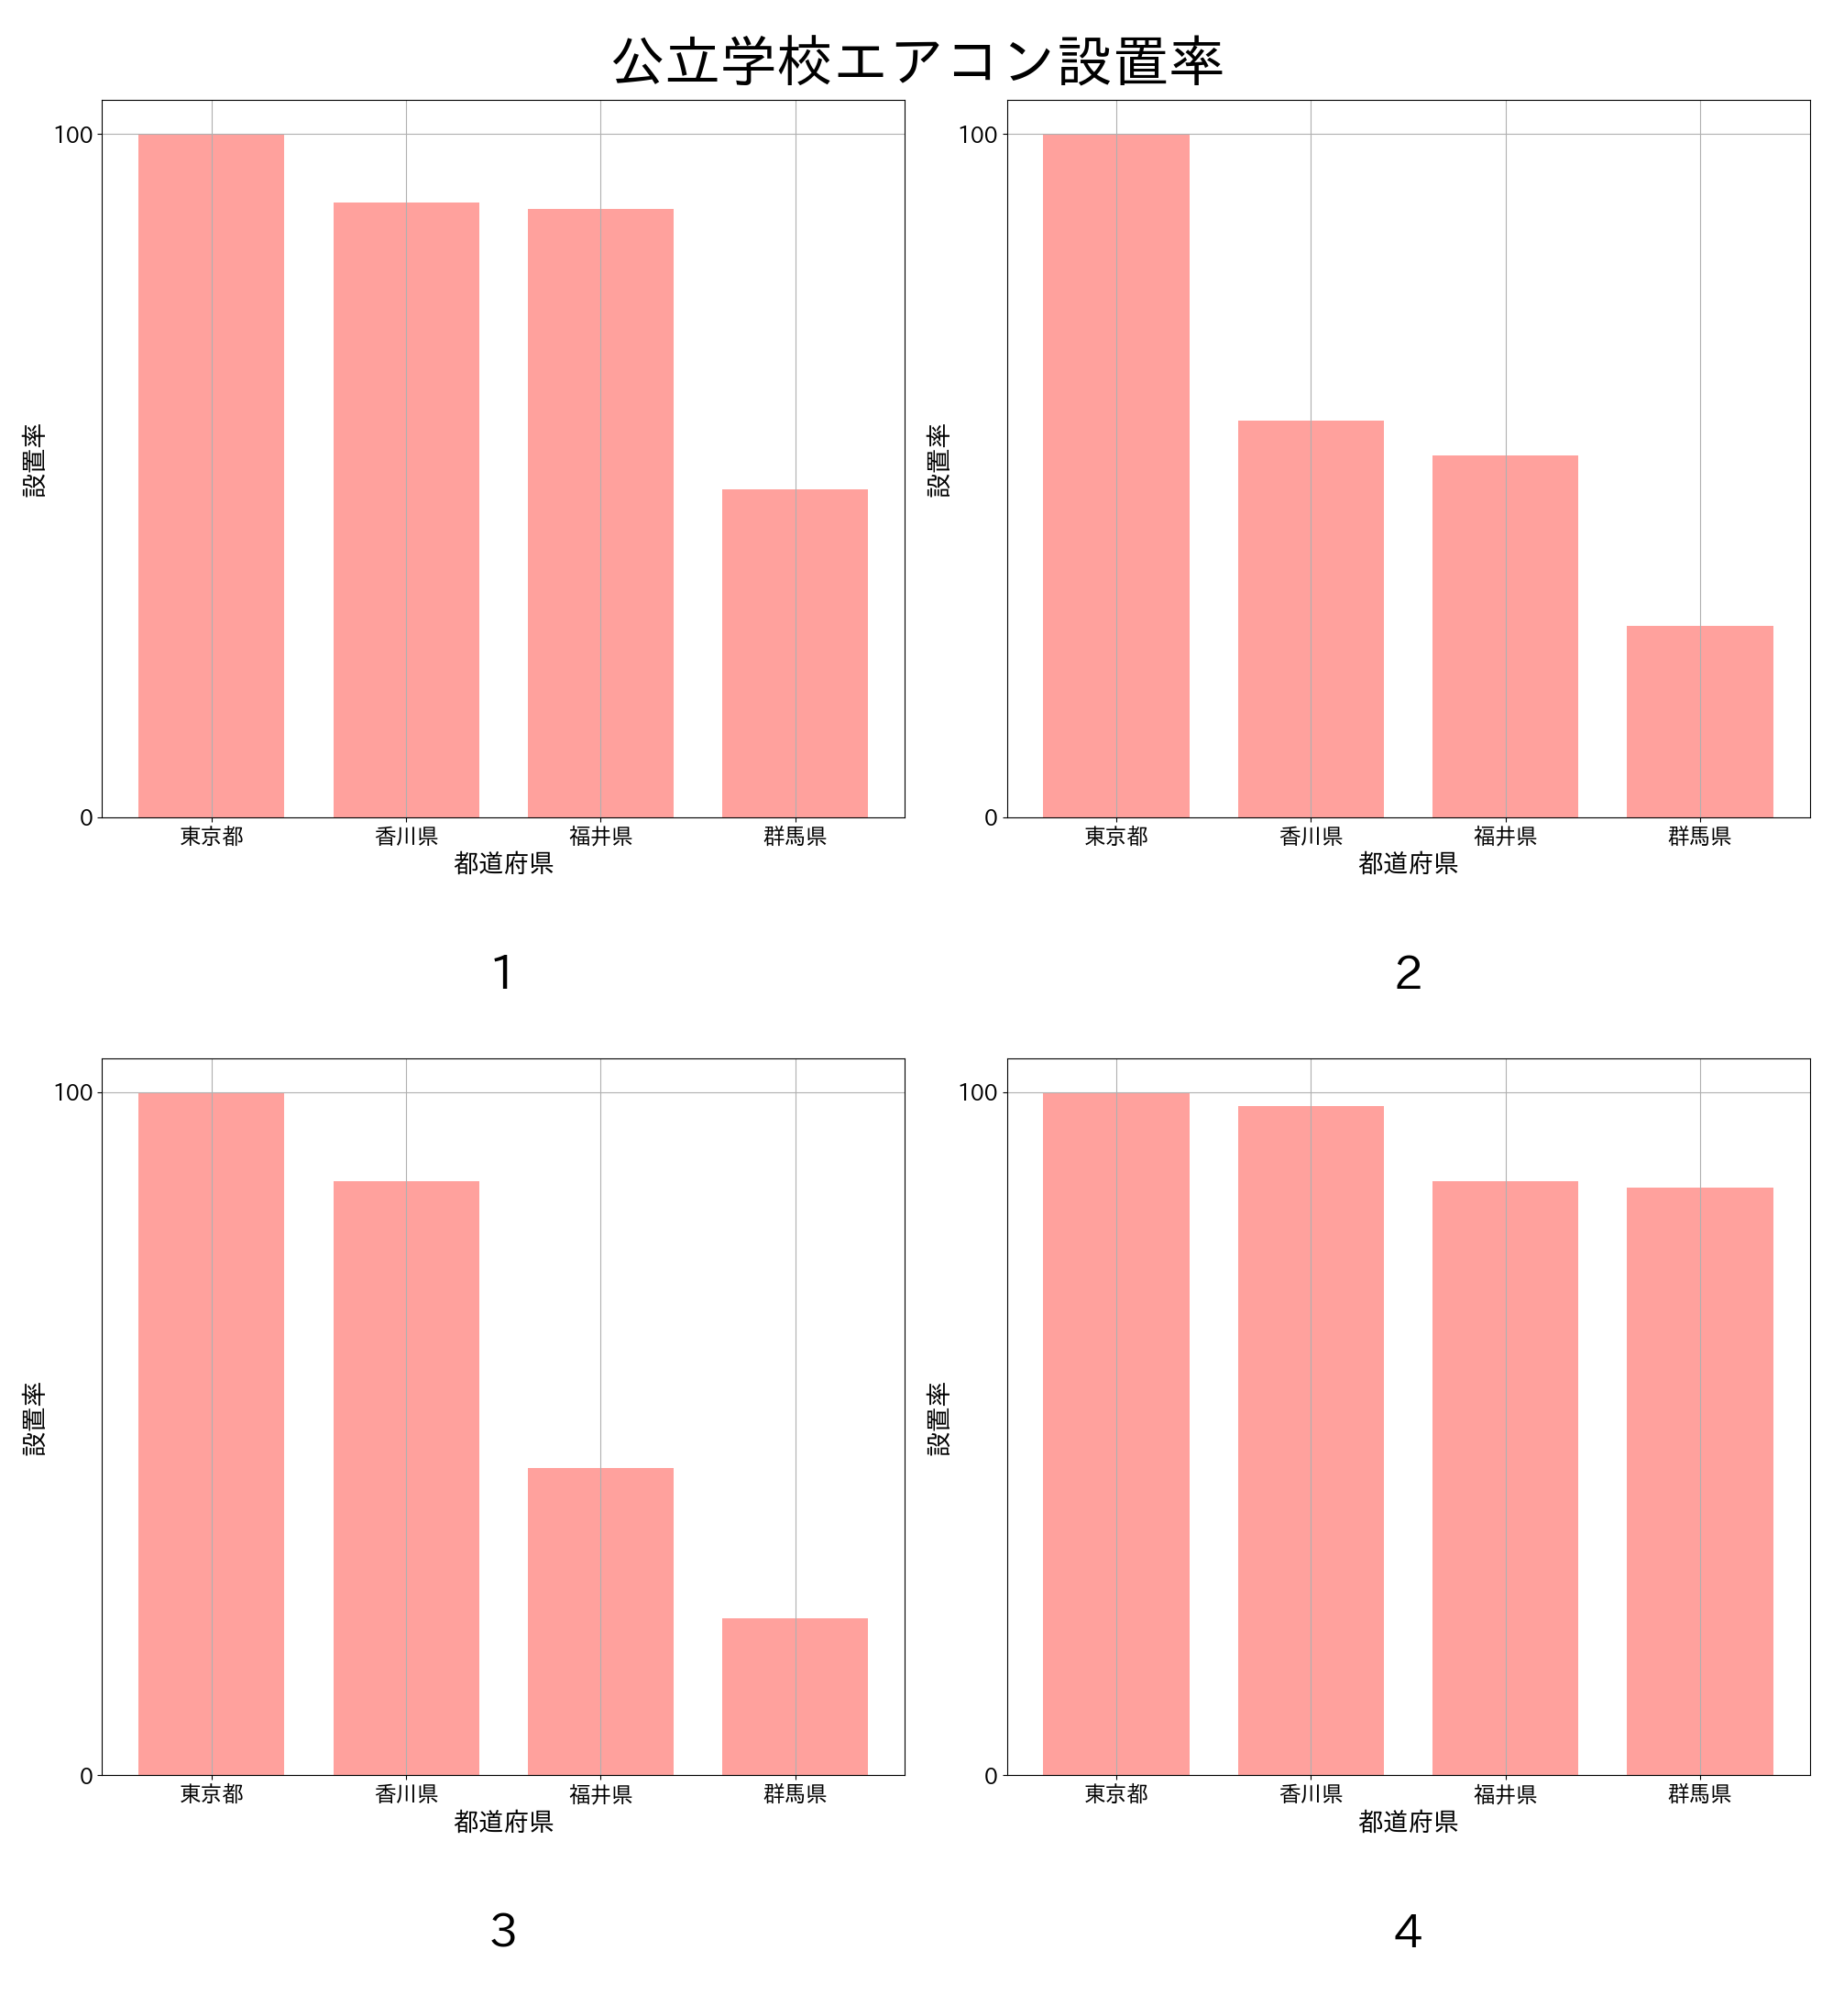 公立学校エアコン設置率
100
0
設置率
東京都 香川県 福井県 群馬県
都道府県
1
100
0
設置率
東京都 香川県 福井県 群馬県
都道府県
2
100
0
設置率
東京都 香川県 福井県 群馬県
都道府県
3
100
0
設置率
東京都 香川県 福井県 群馬県
都道府県
4